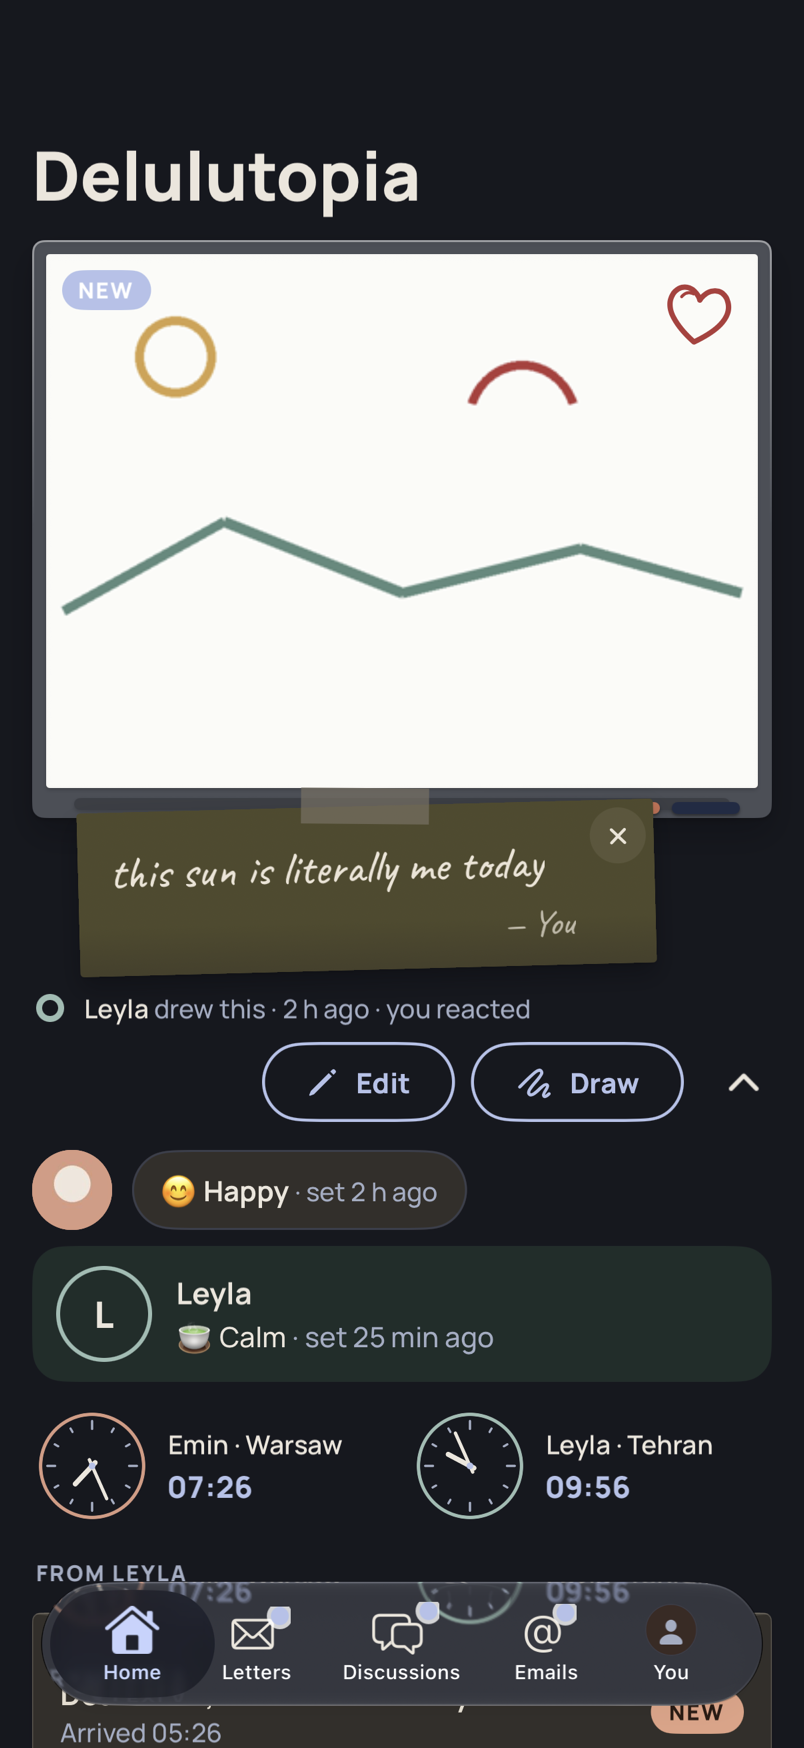 Delulutopia
NEW
this sun is literally me today
– You
Leyla drew this · 2 h ago · you reacted
Edit
Draw
😊 Happy · set 2 h ago
L
Leyla
🍵 Calm · set 25 min ago
Emin · Warsaw
07:26
Leyla · Tehran
09:56
FROM LEYLA
07:26
09:56
Home
Letters
Discussions
@
Emails
You
NEW
Arrived 05:26